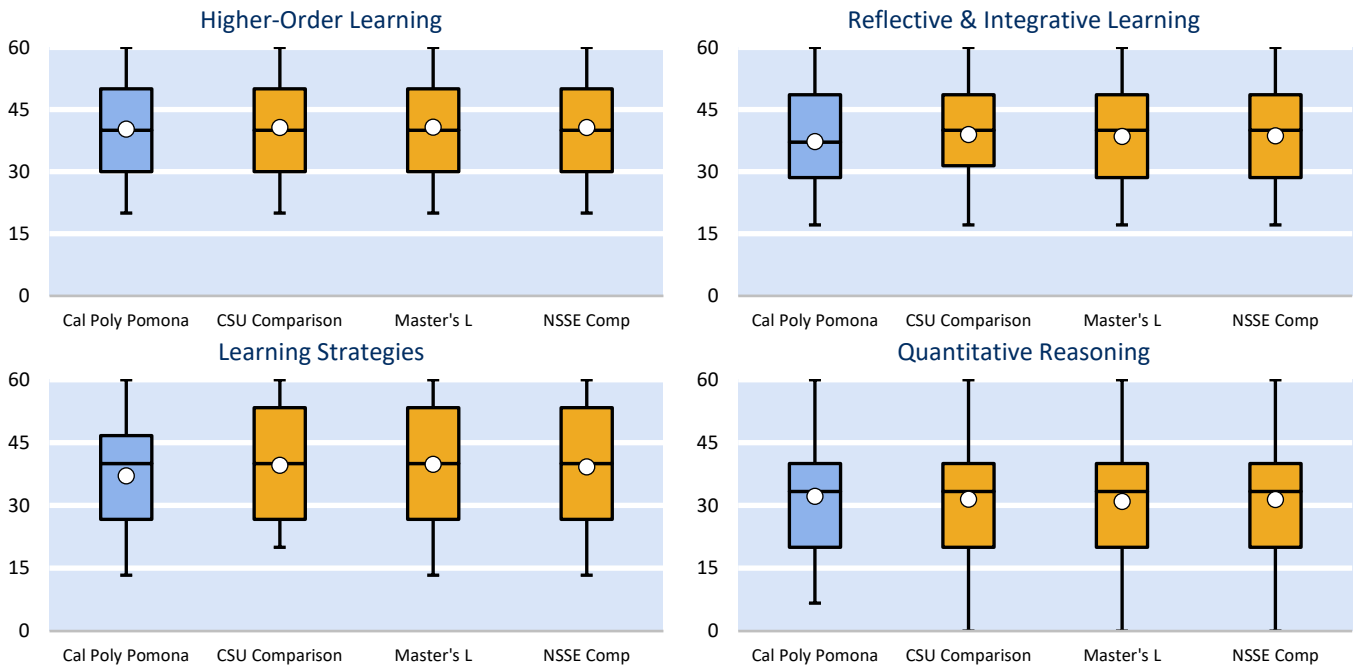 Higher-Order Learning
60
45
30
15
0
Cal Poly Pomona CSU Comparison Master's L NSSE Comp
Reflective & Integrative Learning
60
45
30
15
0
Cal Poly Pomona CSU Comparison Master's L NSSE Comp
Learning Strategies
60
45
30
15
0
Cal Poly Pomona CSU Comparison Master's L NSSE Comp
Quantitative Reasoning
60
45
30
15
0
Cal Poly Pomona CSU Comparison Master's L NSSE Comp